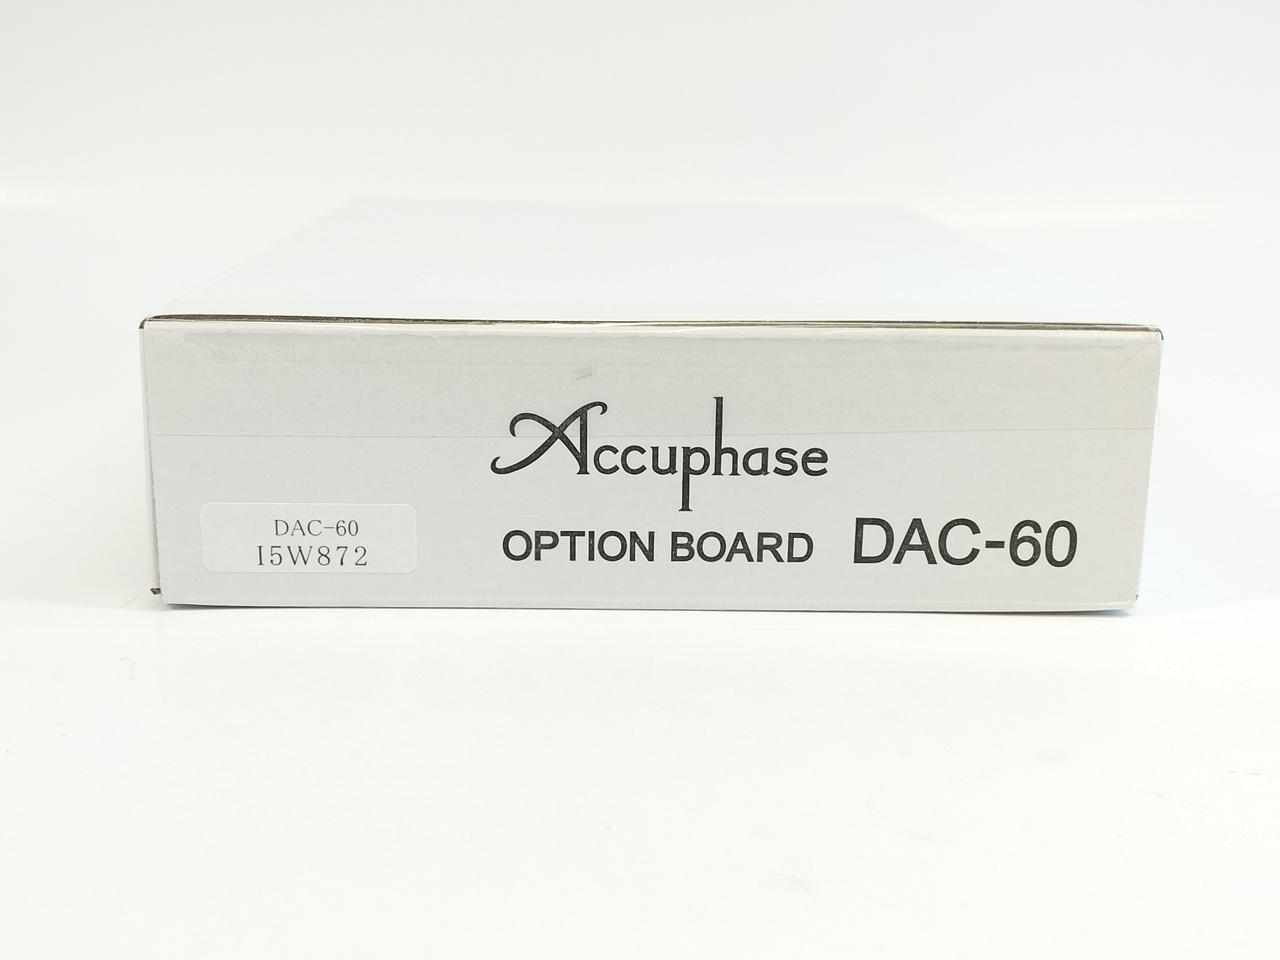 Accuphase
OPTION BOARD DAC-60
DAC-60
I5W872